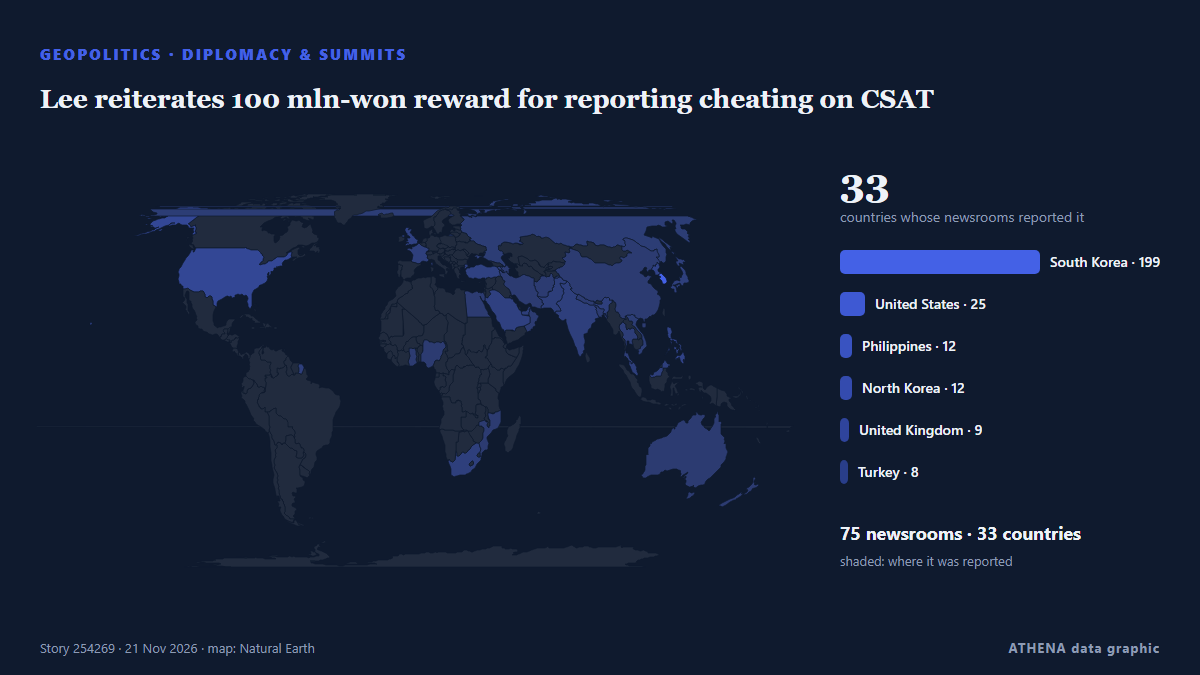 GEOPOLITICS · DIPLOMACY & SUMMITS
Lee reiterates 100 mln-won reward for reporting cheating on CSAT
33
countries whose newsrooms reported it
South Korea · 199
United States · 25
Philippines · 12
North Korea · 12
United Kingdom · 9
Turkey · 8
75 newsrooms · 33 countries
shaded: where it was reported
Story 254269 · 21 Nov 2026 · map: Natural Earth
ATHENA data graphic